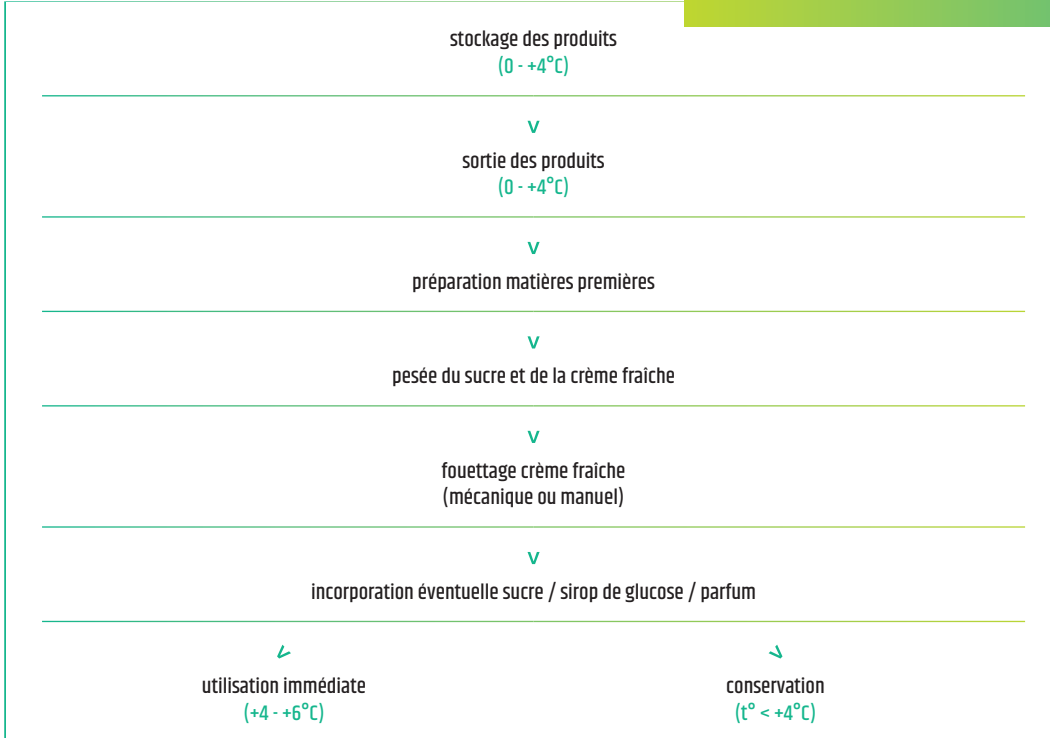 stockage des produits
(0 - +4°C)
v
sortie des produits
(0 - +4°C)
v
préparation matières premières
v
pesée du sucre et de la crème fraîche
v
fouettage crème fraîche
(mécanique ou manuel)
v
incorporation éventuelle sucre / sirop de glucose / parfum
v v
utilisation immédiate conservation
(+4 - +6°C) (t° < +4°C)